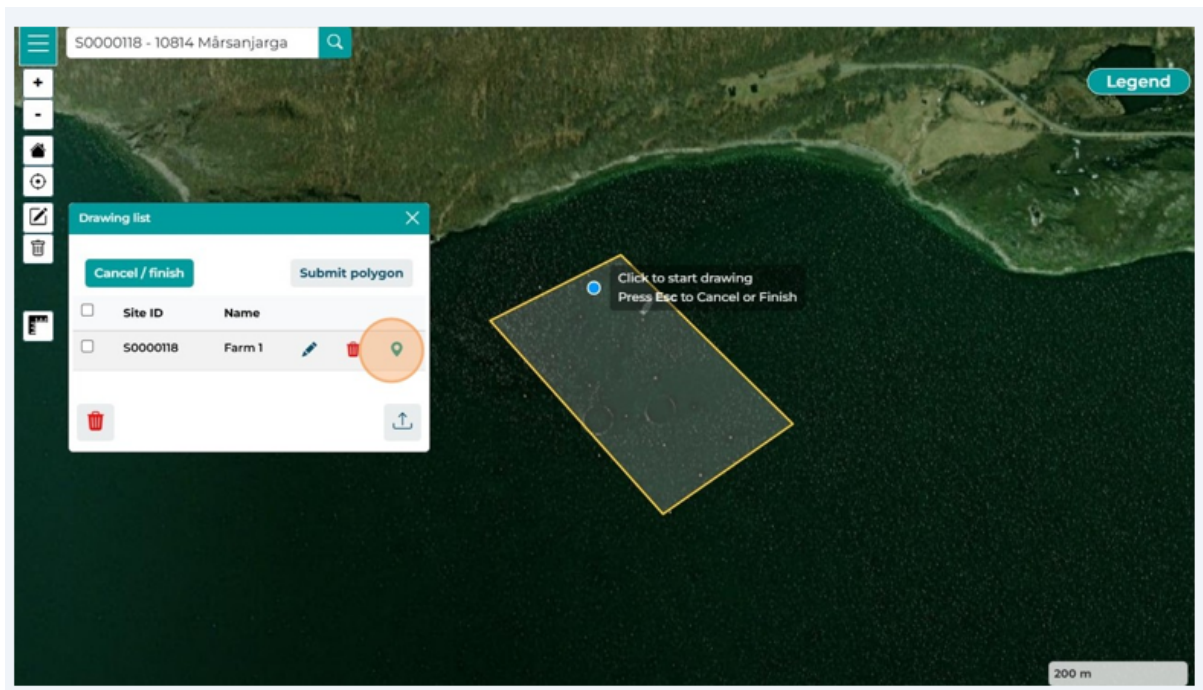 S0000118 - 10814 Mårsanjarga
Legend
+
-
Drawing list
Cancel / finish
Submit polygon
Site ID Name
S0000118 Farm 1
Click to start drawing
Press Esc to Cancel or Finish
200 m